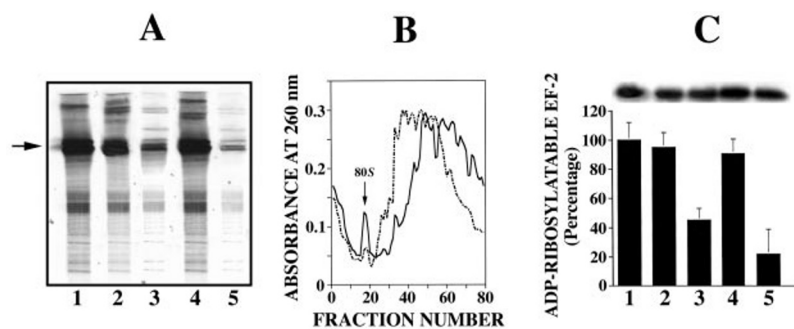 A
1 2 3 4 5
B
ABSORBANCE AT 260 nm
0.3
0.2
0.1
0
80S
0 20 40 60 80
FRACTION NUMBER
C
ADP-RIBOSYLATABLE EF-2
(Percentage)
120
100
80
60
40
20
0
1 2 3 4 5